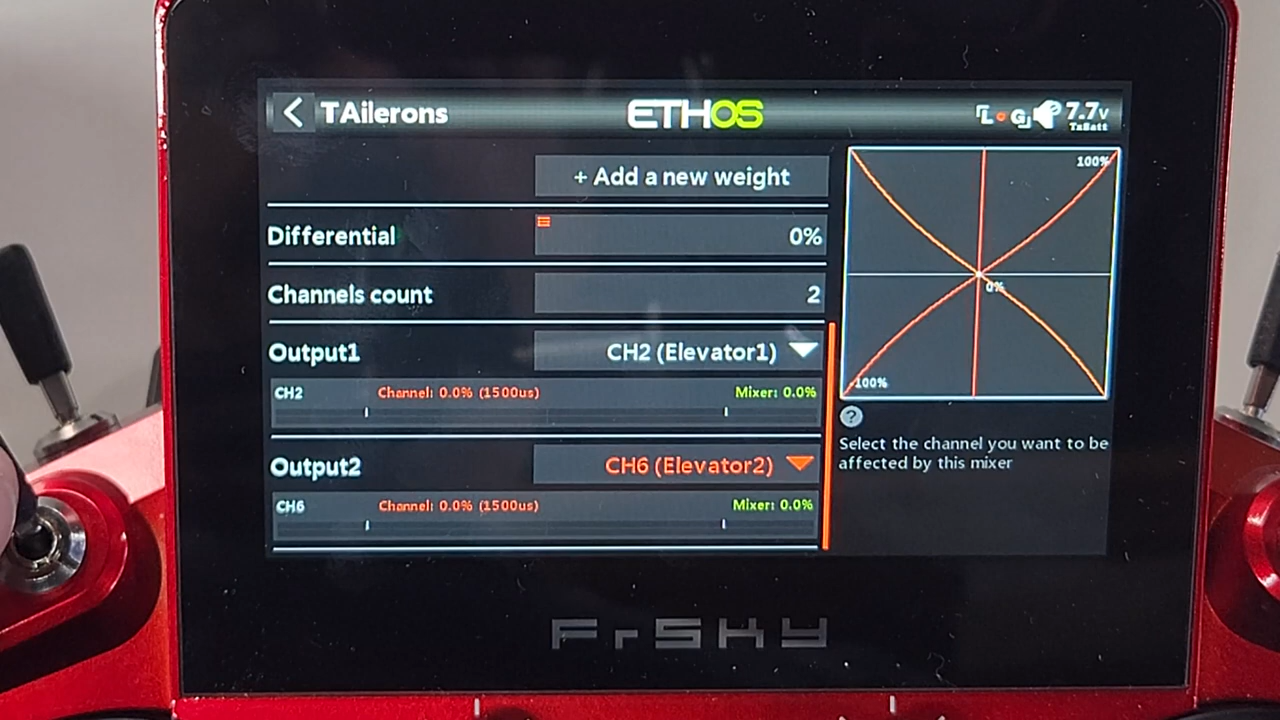 TAilerons
ETHOS
LoG
7.7V
TxBatt
+ Add a new weight
Differential
0%
Channels count
2
Output1
CH2 (Elevator1)
CH2
Channel: 0.0% (1500us)
Mixer: 0.0%
Output2
CH6 (Elevator2)
CH6
Channel: 0.0% (1500us)
Mixer: 0.0%
100%
0%
100%
?
Select the channel you want to be
affected by this mixer
FrSKY